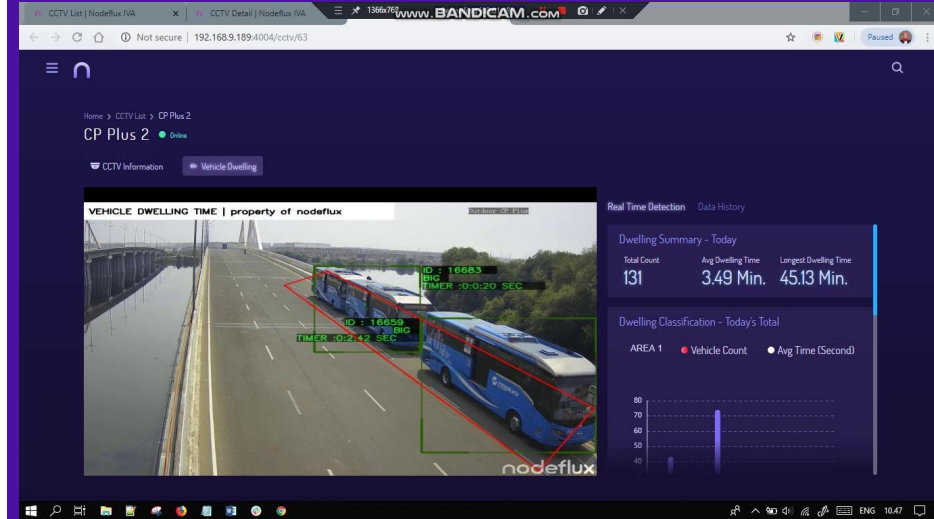 CCTV List | Nodeflux IVA
CCTV Detail | Nodeflux IVA
1366x768
www.BANDICAM.com
Not secure | 192.168.9.189:4004/cctv/63
Paused
Home > CCTV List > CP Plus 2
CP Plus 2 Online
CCTV Information
Vehicle Dwelling
VEHICLE DWELLING TIME | property of nodeflux
ID : 16683
BIG
TIMER :0:0:20 SEC
ID : 16659
BIG
TIMER :0:2:42 SEC
nodeflux
Real Time Detection Data History
Dwelling Summary - Today
Total Count Avg Dwelling Time Longest Dwelling Time
131 3.49 Min. 45.13 Min.
Dwelling Classification - Today's Total
AREA 1 Vehicle Count Avg Time (Second)
80
70
60
50
40
ENG 10.47